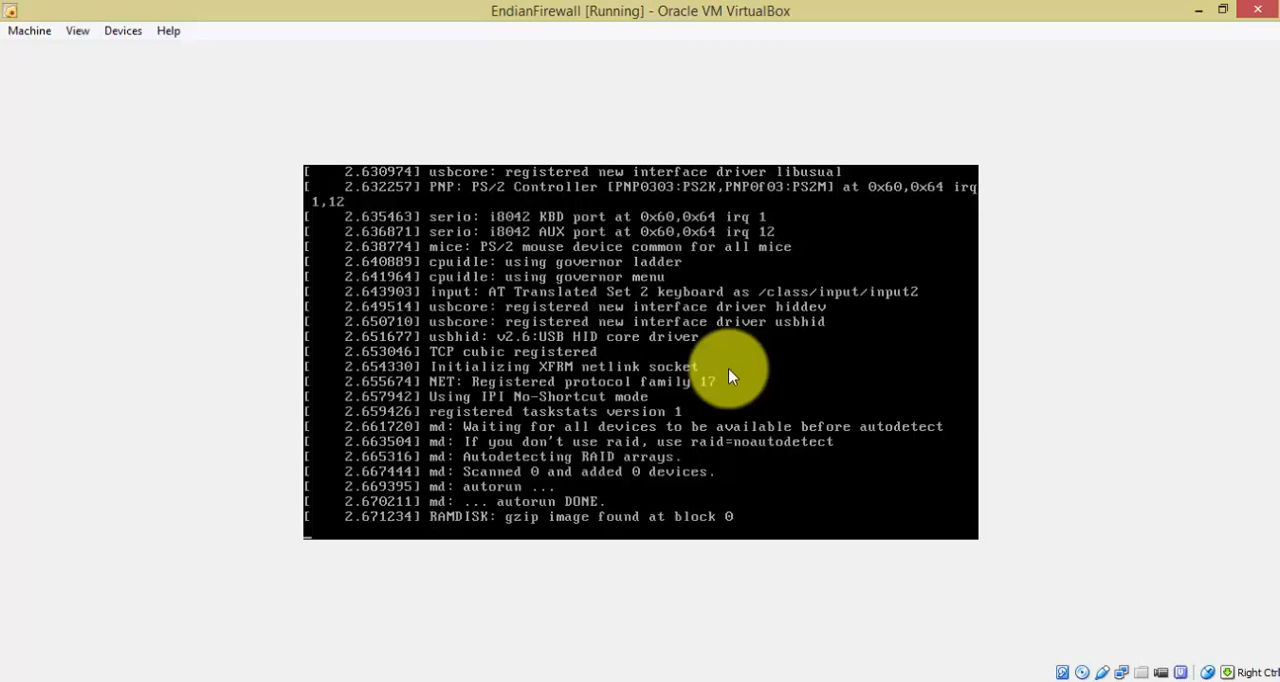 EndianFirewall [Running] - Oracle VM VirtualBox
Machine View Devices Help
[    2.630974] usbcore: registered new interface driver libusual
[    2.632257] PNP: PS/2 Controller [PNP0303:PS2K,PNP0f03:PS2M] at 0x60,0x64 irq
1,12
[    2.635463] serio: i8042 KBD port at 0x60,0x64 irq 1
[    2.636871] serio: i8042 AUX port at 0x60,0x64 irq 12
[    2.638774] mice: PS/2 mouse device common for all mice
[    2.640889] cpuidle: using governor ladder
[    2.641964] cpuidle: using governor menu
[    2.643903] input: AT Translated Set 2 keyboard as /class/input/input2
[    2.649514] usbcore: registered new interface driver hiddev
[    2.650710] usbcore: registered new interface driver usbhid
[    2.651677] usbhid: v2.6:USB HID core driver
[    2.653046] TCP cubic registered
[    2.654330] Initializing XFRM netlink socket
[    2.655674] NET: Registered protocol family 17
[    2.657942] Using IPI No-Shortcut mode
[    2.659426] registered taskstats version 1
[    2.661720] md: Waiting for all devices to be available before autodetect
[    2.663504] md: If you don't use raid, use raid=noautodetect
[    2.665316] md: Autodetecting RAID arrays.
[    2.667444] md: Scanned 0 and added 0 devices.
[    2.669395] md: autorun ...
[    2.670211] md: ... autorun DONE.
[    2.671234] RAMDISK: gzip image found at block 0
Right Ctrl